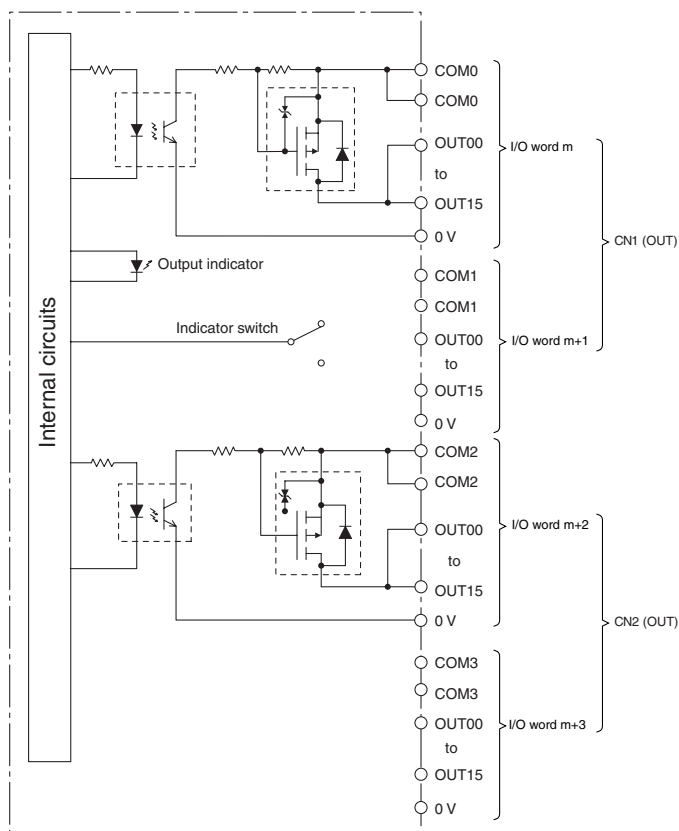 Internal circuits
COM0
COM0
OUT00
to
OUT15
0 V
I/O word m
Output indicator
Indicator switch
COM1
COM1
OUT00
to
OUT15
0 V
I/O word m+1
CN1 (OUT)
COM2
COM2
OUT00
to
OUT15
0 V
I/O word m+2
COM3
COM3
OUT00
to
OUT15
0 V
I/O word m+3
CN2 (OUT)